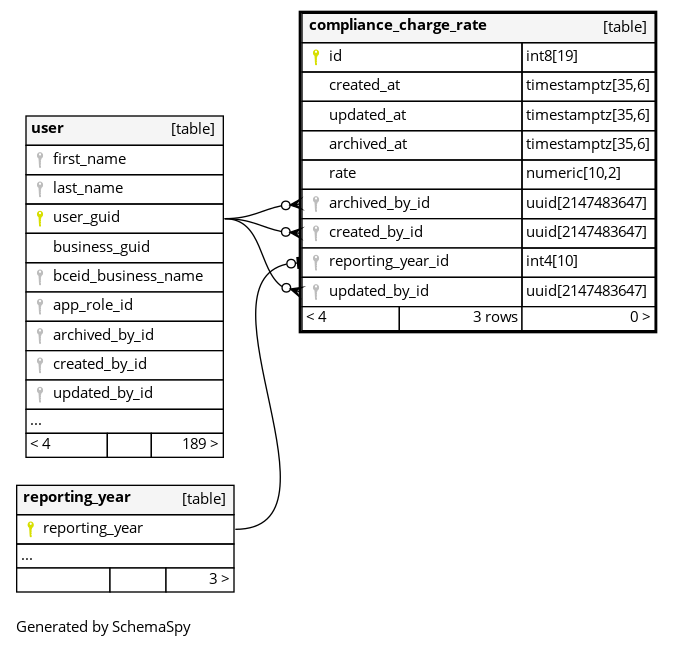 compliance_charge_rate [table]
id int8[19]
created_at timestamptz[35,6]
updated_at timestamptz[35,6]
archived_at timestamptz[35,6]
rate numeric[10,2]
archived_by_id uuid[2147483647]
created_by_id uuid[2147483647]
reporting_year_id int4[10]
updated_by_id uuid[2147483647]
< 4 3 rows 0 >
user [table]
first_name
last_name
user_guid
business_guid
bceid_business_name
app_role_id
archived_by_id
created_by_id
updated_by_id
...
< 4 189 >
reporting_year [table]
reporting_year
...
3 >
Generated by SchemaSpy